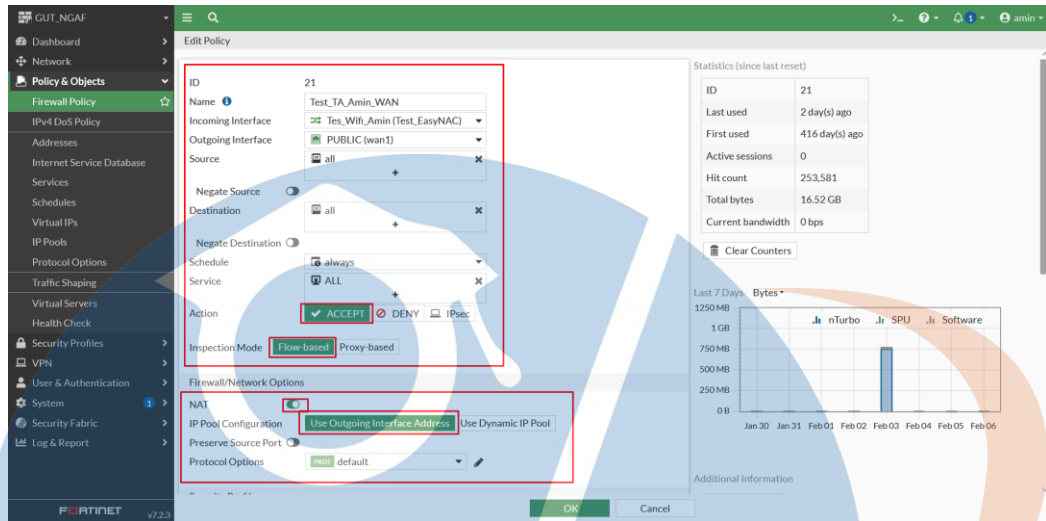 GUT_NGAF
Dashboard
Network
Policy & Objects
Firewall Policy
IPv4 DoS Policy
Addresses
Internet Service Database
Services
Schedules
Virtual IPs
IP Pools
Protocol Options
Traffic Shaping
Virtual Servers
Health Check
Security Profiles
VPN
User & Authentication
System 1
Security Fabric
Log & Report
FORTINET v7.2.3
>_ ? 1 amin
Edit Policy
ID 21
Name Test_TA_Amin_WAN
Incoming Interface Tes_Wifi_Amin (Test_EasyNAC)
Outgoing Interface PUBLIC (wan1)
Source all
+
Negate Source
Destination all
+
Negate Destination
Schedule always
Service ALL
+
Action ACCEPT DENY IPsec
Inspection Mode Flow-based Proxy-based
Firewall/Network Options
NAT
IP Pool Configuration Use Outgoing Interface Address Use Dynamic IP Pool
Preserve Source Port
Protocol Options PROT default
OK Cancel
Statistics (since last reset)
ID 21
Last used 2 day(s) ago
First used 416 day(s) ago
Active sessions 0
Hit count 253,581
Total bytes 16.52 GB
Current bandwidth 0 bps
Clear Counters
Last 7 Days Bytes
nTurbo SPU Software
1250 MB
1 GB
750 MB
500 MB
250 MB
0 B
Jan 30 Jan 31 Feb 01 Feb 02 Feb 03 Feb 04 Feb 05 Feb 06
Additional Information